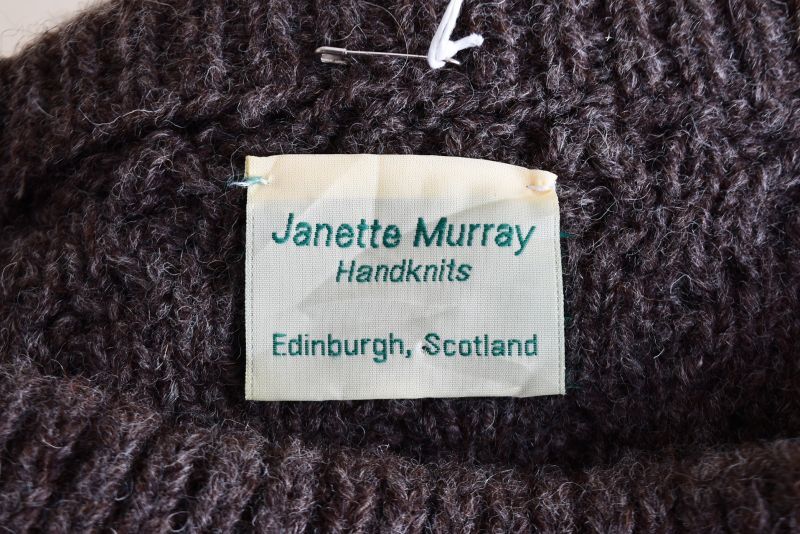 Janette Murray
Handknits
Edinburgh, Scotland